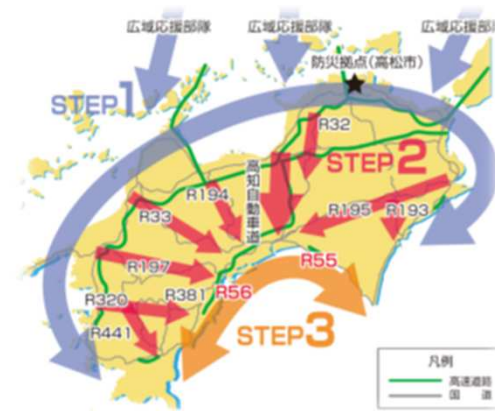 広域応援部隊
広域応援部隊
広域応援部隊
防災拠点(高松市)
STEP1
R32
STEP2
高知自動車道
R194
R33
R195
R193
R197
R55
R320
R381
R56
R441
STEP3
凡例
高速道路
国 道